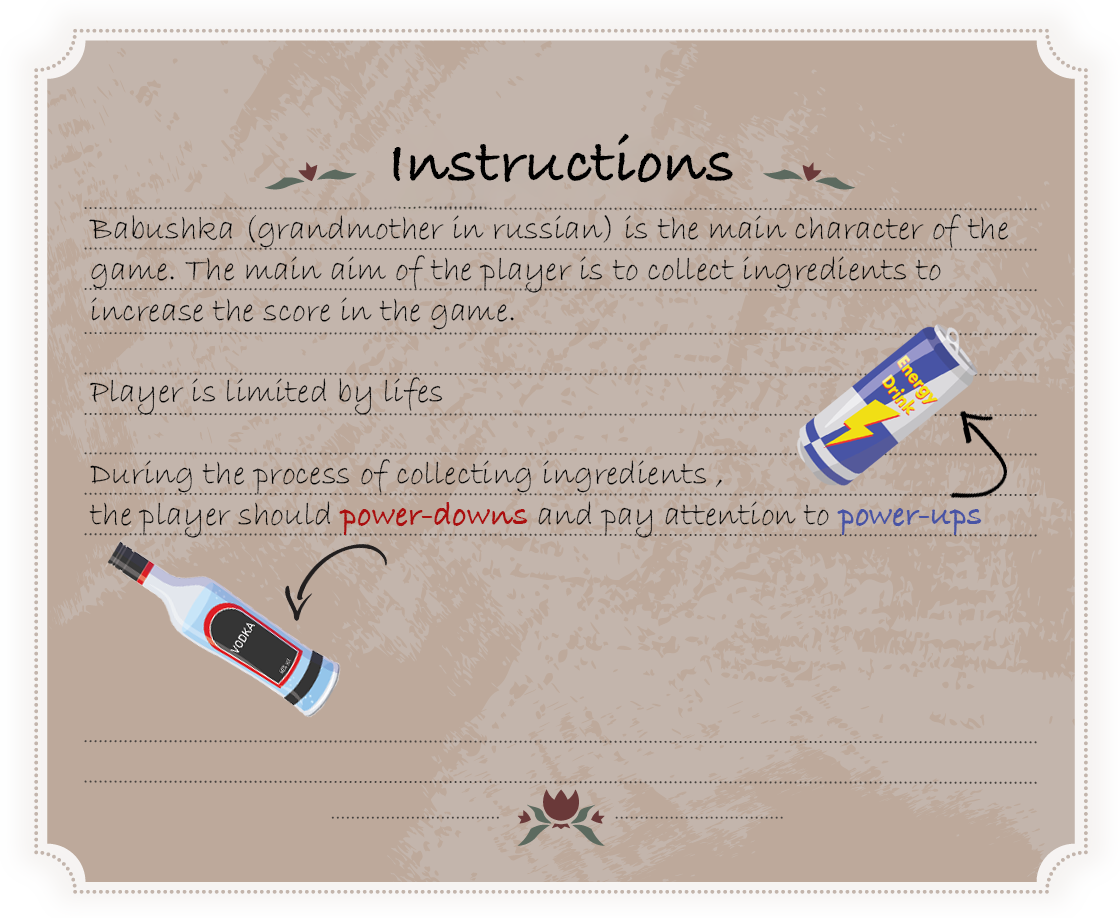 Instructions
Babushka (grandmother in russian) is the main character of the
game. The main aim of the player is to collect ingredients to
increase the score in the game.
Player is limited by lifes
Energy
Drink
During the process of collecting ingredients ,
the player should power-downs and pay attention to power-ups
VODKA